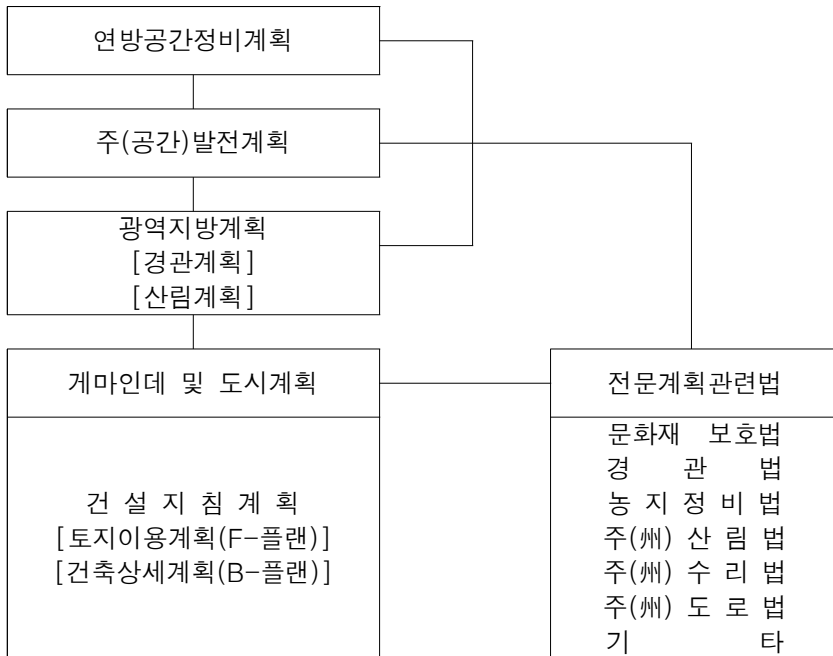 연방공간정비계획
주(공간)발전계획
광역지방계획
[경관계획]
[산림계획]
게마인데 및 도시계획
건 설 지 침 계 획
[토지이용계획(F-플랜)]
[건축상세계획(B-플랜)]
전문계획관련법
문화재 보호법
경 관 법
농 지 정 비 법
주(州) 산 림 법
주(州) 수 리 법
주(州) 도 로 법
기 타